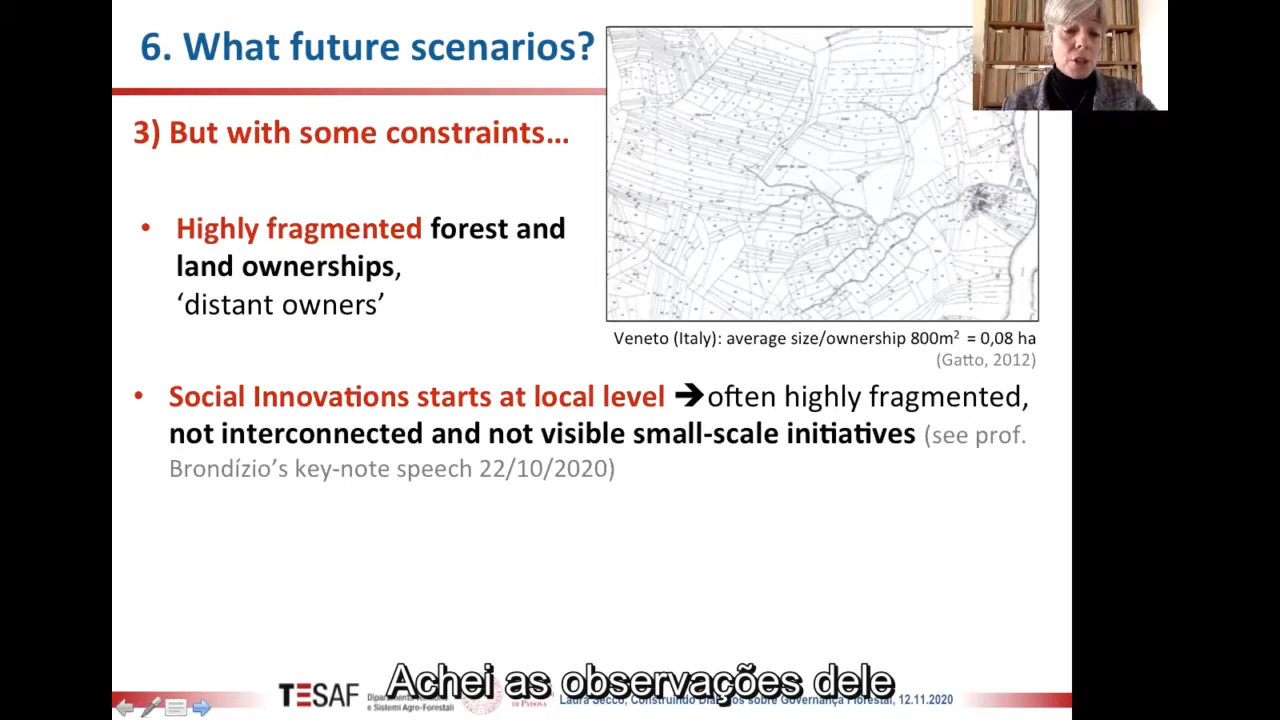 6. What future scenarios?
3) But with some constraints...
• Highly fragmented forest and
land ownerships,
‘distant owners’
Veneto (Italy): average size/ownership 800m² = 0,08 ha
(Gatto, 2012)
• Social Innovations starts at local level ➔ often highly fragmented,
not interconnected and not visible small-scale initiatives (see prof.
Brondízio’s key-note speech 22/10/2020)
Achei as observações dele
TESAF
e Sistemi Agro-Forestali
DI PADOVA
Laura Secco, Construindo Diálogos sobre Governança Florestal, 12.11.2020